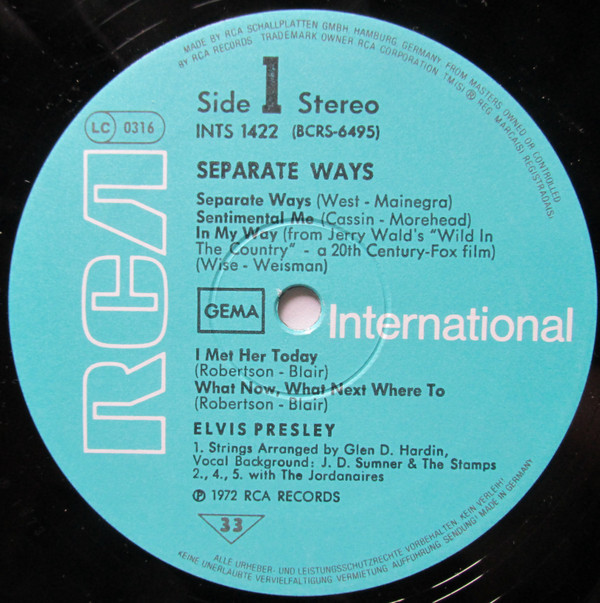 MADE BY RCA SCHALLPLATTEN GMBH, HAMBURG, GERMANY, FROM MASTERS OWNED OR CONTROLLED
BY RCA RECORDS TRADEMARK OWNER RCA CORPORATION, TM(S) ® REG. MARCA(S) REGISTRADA(S).
Side 1 Stereo
INTS 1422 (BCRS-6495)
LC 0316
RCA
SEPARATE WAYS
Separate Ways (West - Mainegra)
Sentimental Me (Cassin - Morehead)
In My Way (from Jerry Wald's "Wild In
The Country" - a 20th Century-Fox film)
(Wise - Weisman)
GEMA
International
I Met Her Today
(Robertson - Blair)
What Now, What Next Where To
(Robertson - Blair)
ELVIS PRESLEY
1. Strings Arranged by Glen D. Hardin,
Vocal Background: J. D. Sumner & The Stamps
2., 4., 5. with The Jordanaires
℗ 1972 RCA RECORDS
33
ALLE URHEBER- UND LEISTUNGSSCHUTZRECHTE VORBEHALTEN. KEIN VERLEIH!
KEINE UNERLAUBTE VERVIELFÄLTIGUNG, VERMIETUNG, AUFFÜHRUNG, SENDUNG! MADE IN GERMANY